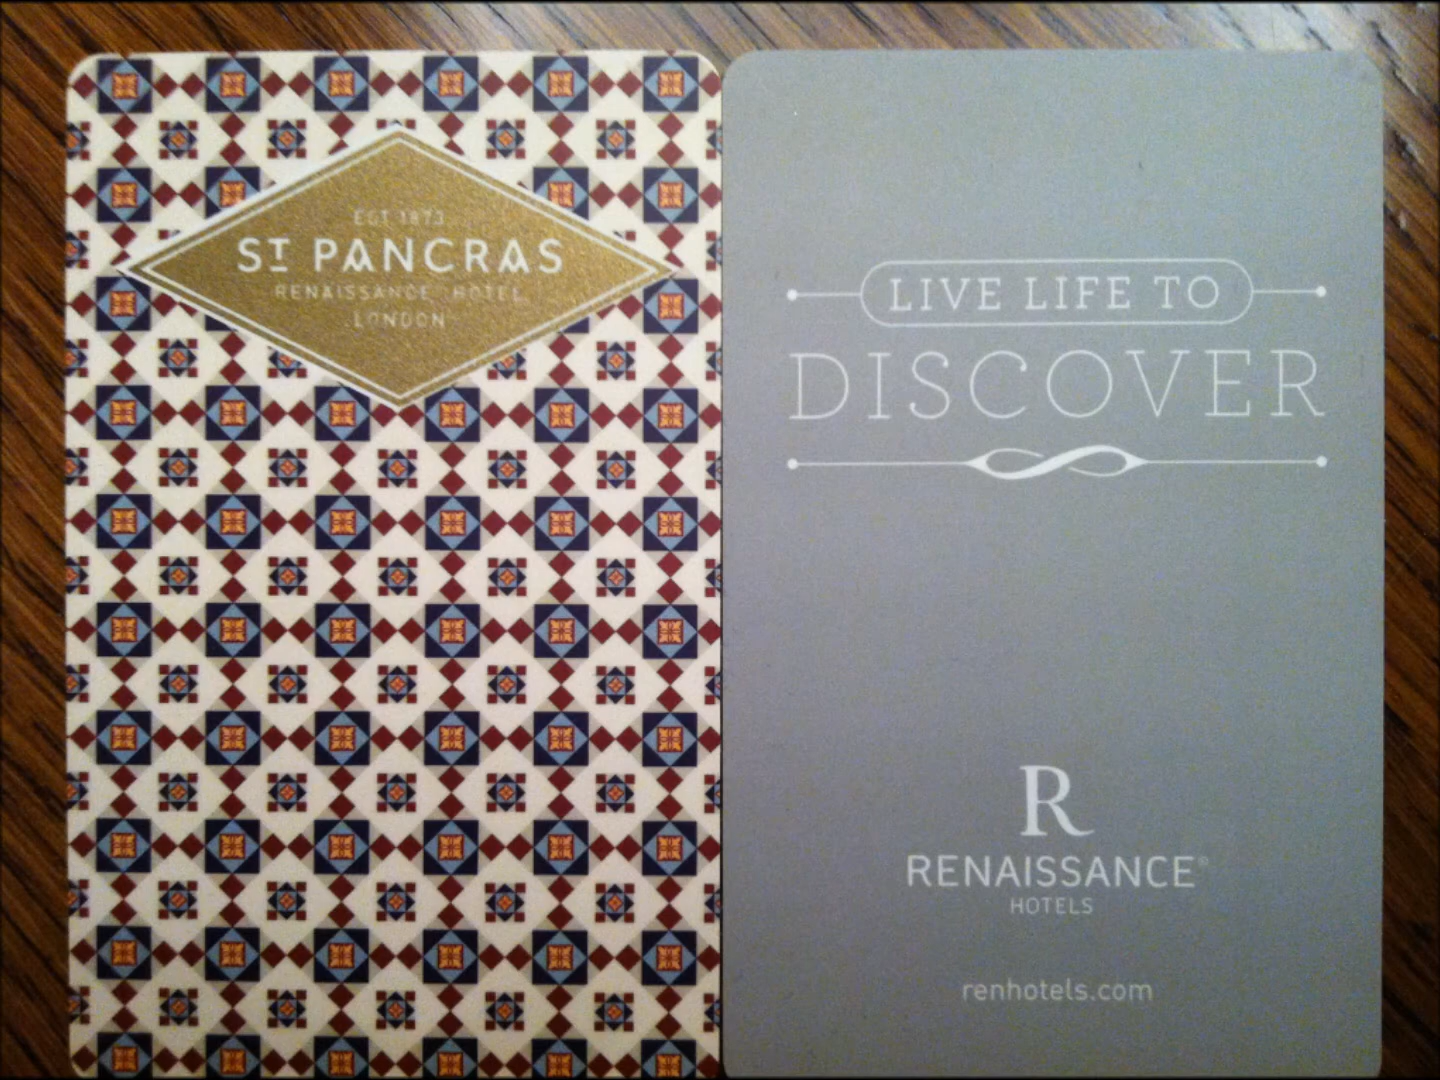 EST 1873
ST PANCRAS
RENAISSANCE HOTEL
LONDON
LIVE LIFE TO
DISCOVER
R
RENAISSANCE®
HOTELS
renhotels.com